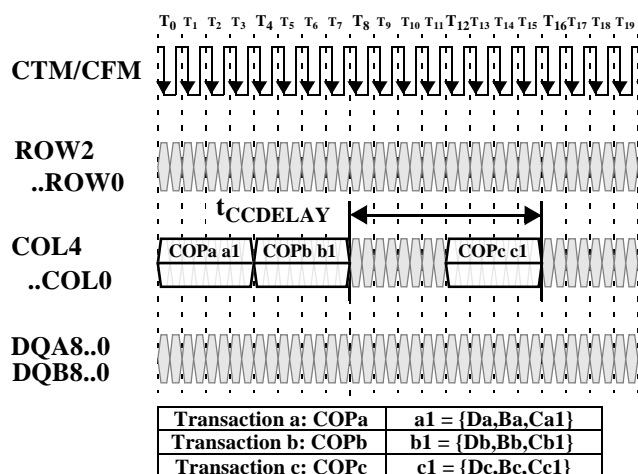 T0 T1 T2 T3 T4 T5 T6 T7 T8 T9 T10 T11 T12 T13 T14 T15 T16 T17 T18 T19
CTM/CFM
ROW2
..ROW0
tCCDELAY
COL4
..COL0
COPa a1 COPb b1 COPc c1
DQA8..0
DQB8..0
Transaction a: COPa a1 = {Da,Ba,Ca1}
Transaction b: COPb b1 = {Db,Bb,Cb1}
Transaction c: COPc c1 = {Dc,Bc,Cc1}